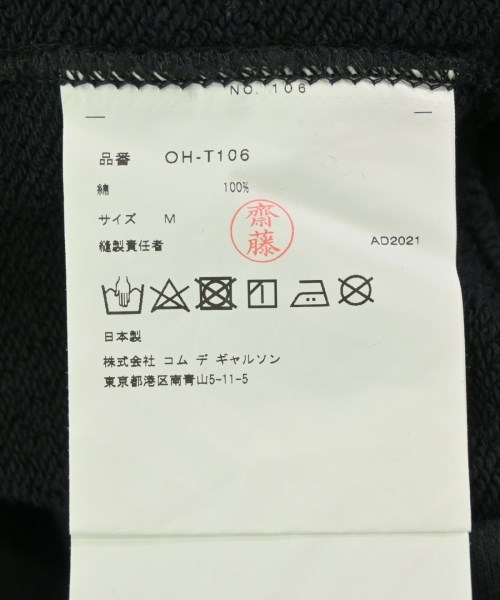 NO. 106
品番 OH-T106
綿 100%
サイズ M
齋藤
縫製責任者 AD2021
日本製
株式会社 コム デ ギャルソン
東京都港区南青山5-11-5